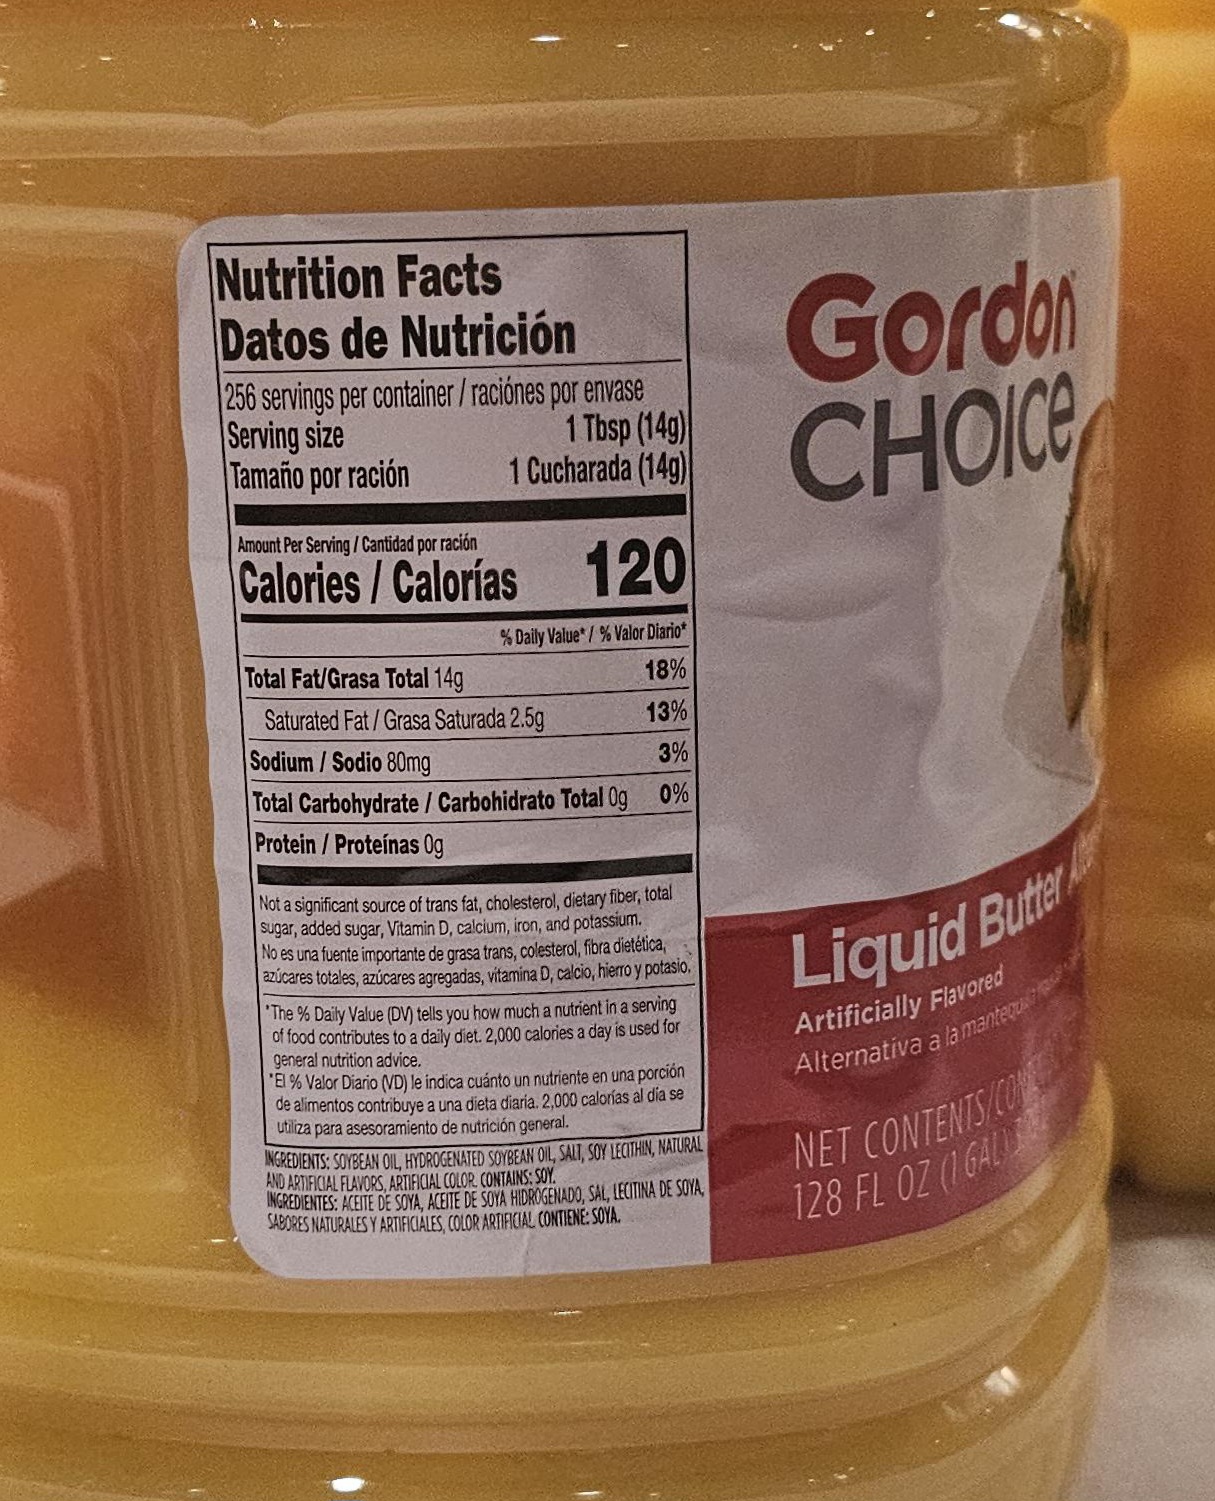 Nutrition Facts
Datos de Nutrición
256 servings per container / raciónes por envase
Serving size 1 Tbsp (14g)
Tamaño por ración 1 Cucharada (14g)
Amount Per Serving / Cantidad por ración
Calories / Calorías 120
% Daily Value* / % Valor Diario*
Total Fat/Grasa Total 14g 18%
Saturated Fat / Grasa Saturada 2.5g 13%
Sodium / Sodio 80mg 3%
Total Carbohydrate / Carbohidrato Total 0g 0%
Protein / Proteínas 0g
Not a significant source of trans fat, cholesterol, dietary fiber, total
sugar, added sugar, Vitamin D, calcium, iron, and potassium.
No es una fuente importante de grasa trans, colesterol, fibra dietética,
azúcares totales, azúcares agregadas, vitamina D, calcio, hierro y potasio.
*The % Daily Value (DV) tells you how much a nutrient in a serving
of food contributes to a daily diet. 2,000 calories a day is used for
general nutrition advice.
*El % Valor Diario (VD) le indica cuánto un nutriente en una porción
de alimentos contribuye a una dieta diaria. 2,000 calorías al día se
utiliza para asesoramiento de nutrición general.
INGREDIENTS: SOYBEAN OIL, HYDROGENATED SOYBEAN OIL, SALT, SOY LECITHIN, NATURAL
AND ARTIFICIAL FLAVORS, ARTIFICIAL COLOR. CONTAINS: SOY.
INGREDIENTES: ACEITE DE SOYA, ACEITE DE SOYA HIDROGENADO, SAL, LECITINA DE SOYA,
SABORES NATURALES Y ARTIFICIALES, COLOR ARTIFICIAL. CONTIENE: SOYA.
Gordon
CHOICE
Liquid Butter
Artificially Flavored
Alternativa a la
NET CONTENTS/
128 FL OZ (1 GAL)